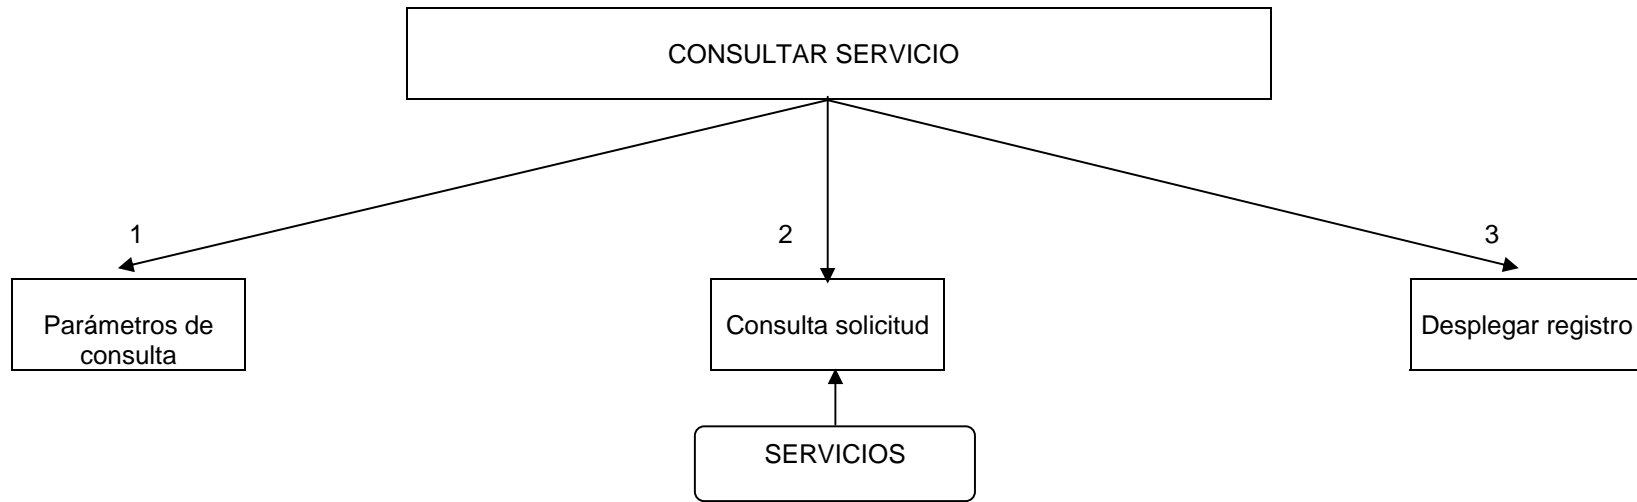 CONSULTAR SERVICIO
1
2
3
Parámetros de
consulta
Consulta solicitud
Desplegar registro
SERVICIOS